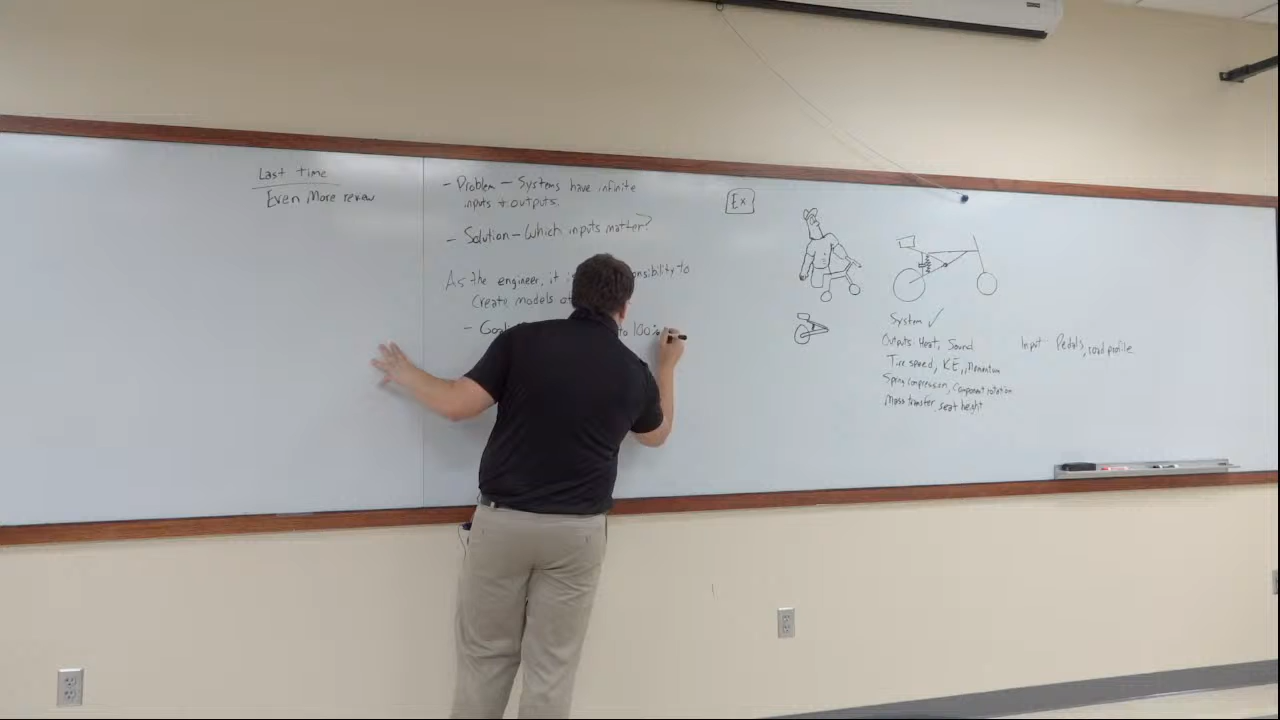 Last time
Even More review
- Problem - Systems have infinite
inputs + outputs.
- Solution - Which inputs matter?
As the engineer, it is onsibility to
Create models of
- Goal to 100%
Ex
System ✓
Outputs: Heat, Sound
Tire speed, KE, Momentum
Spring compression, Component rotation
Mass transfer, seat height
Input: Pedals, road profile